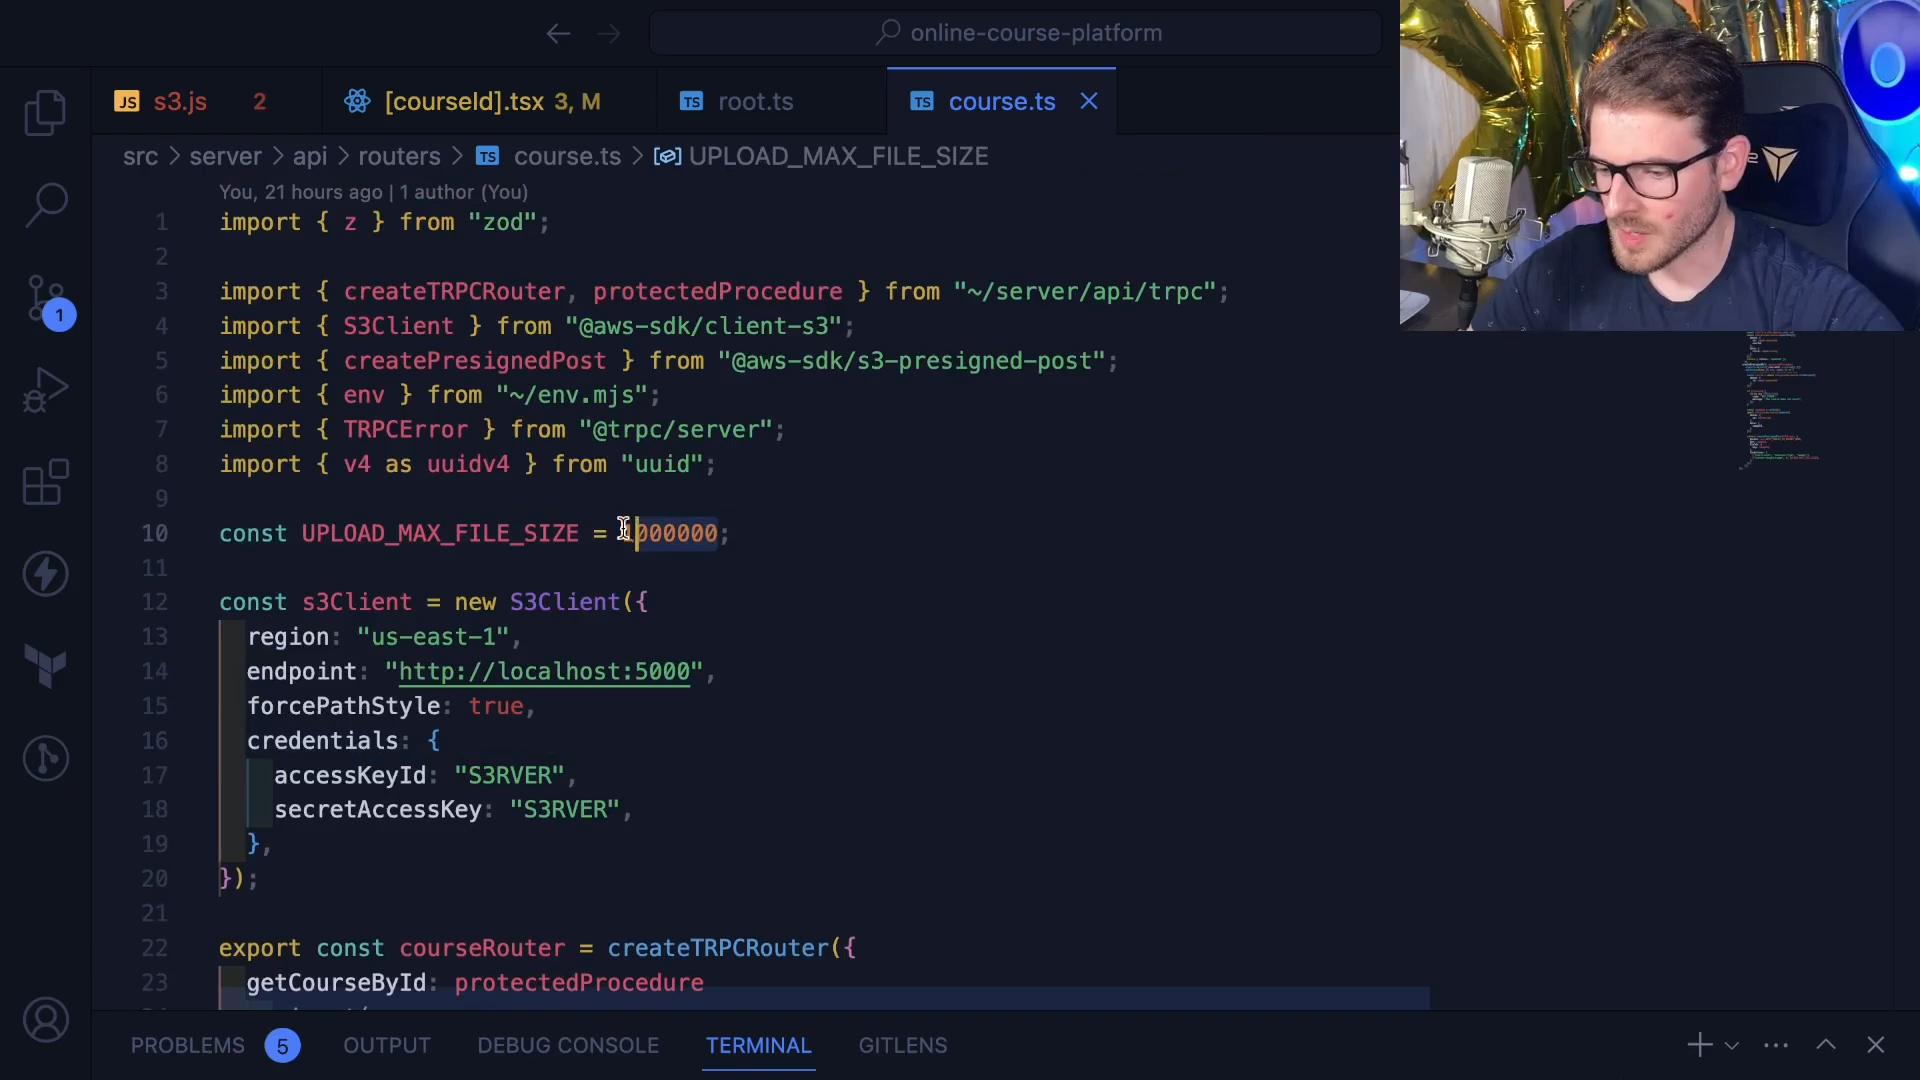 online-course-platform
JS s3.js 2
[courseId].tsx 3, M
TS root.ts
TS course.ts
src > server > api > routers > TS course.ts > UPLOAD_MAX_FILE_SIZE
You, 21 hours ago | 1 author (You)
1 import { z } from "zod";
2
3 import { createTRPCRouter, protectedProcedure } from "~/server/api/trpc";
4 import { S3Client } from "@aws-sdk/client-s3";
5 import { createPresignedPost } from "@aws-sdk/s3-presigned-post";
6 import { env } from "~/env.mjs";
7 import { TRPCError } from "@trpc/server";
8 import { v4 as uuidv4 } from "uuid";
9
10 const UPLOAD_MAX_FILE_SIZE = 1000000;
11
12 const s3Client = new S3Client({
13 region: "us-east-1",
14 endpoint: "http://localhost:5000",
15 forcePathStyle: true,
16 credentials: {
17 accessKeyId: "S3RVER",
18 secretAccessKey: "S3RVER",
19 },
20 });
21
22 export const courseRouter = createTRPCRouter({
23 getCourseById: protectedProcedure
1
PROBLEMS 5 OUTPUT DEBUG CONSOLE TERMINAL GITLENS